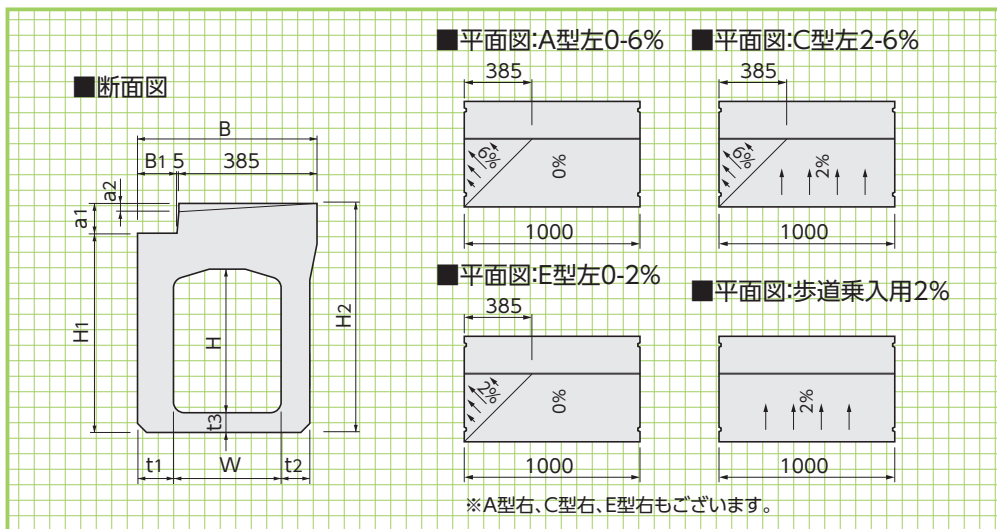 ■断面図
B
B1 5 385
a2
a1
H1
H
H2
t3
t1 W t2
■平面図:A型左0-6%
385
6%
0%
1000
■平面図:C型左2-6%
385
6%
2%
1000
■平面図:E型左0-2%
385
2%
0%
1000
■平面図:歩道乗入用2%
2%
1000
※A型右、C型右、E型右もございます。